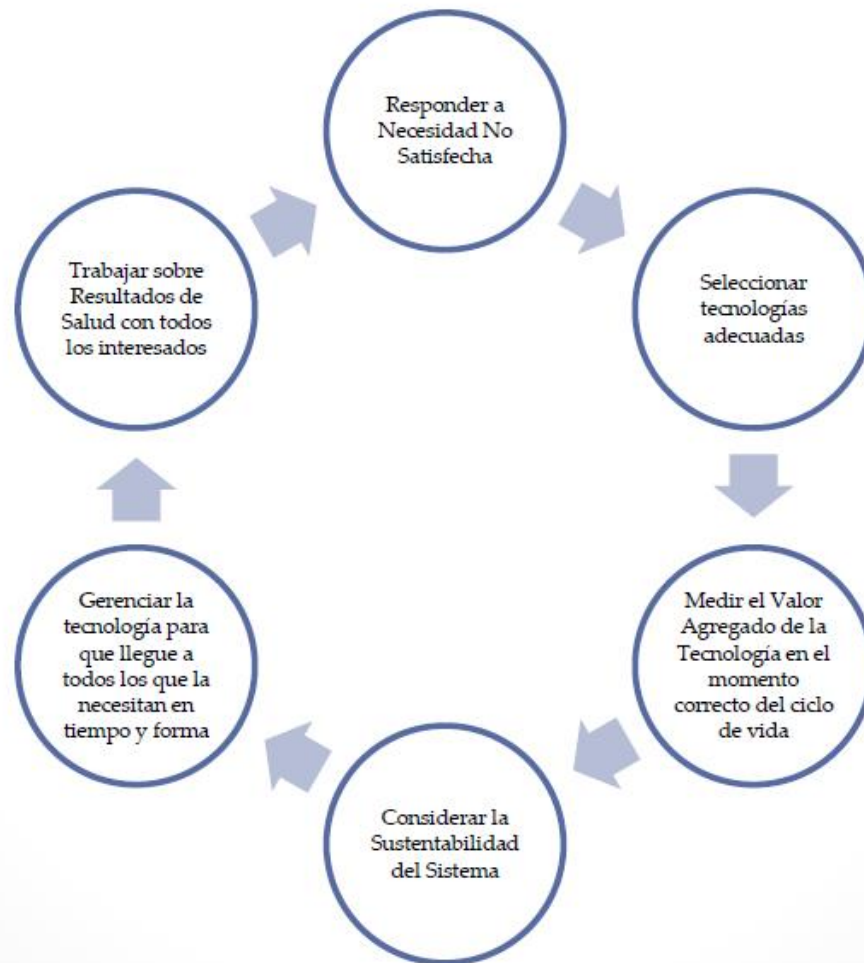 Responder a
Necesidad No
Satisfecha
Seleccionar
tecnologías
adecuadas
Medir el Valor
Agregado de la
Tecnología en el
momento
correcto del ciclo
de vida
Considerar la
Sustentabilidad
del Sistema
Gerenciar la
tecnología para
que llegue a
todos los que la
necesitan en
tiempo y forma
Trabajar sobre
Resultados de
Salud con todos
los interesados